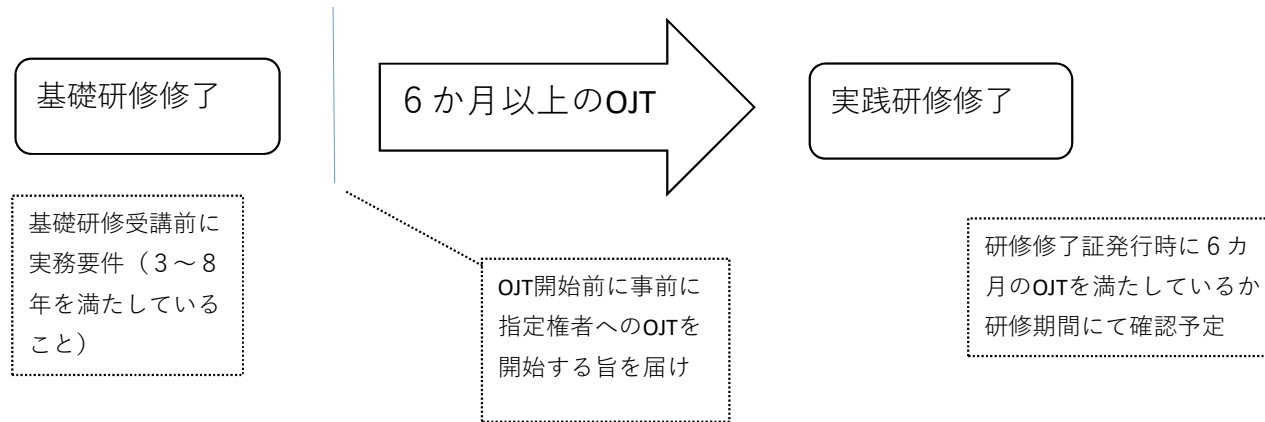 基礎研修修了
６か月以上のOJT
実践研修修了
基礎研修受講前に
実務要件（３～８
年を満たしている
こと）
OJT開始前に事前に
指定権者へのOJTを
開始する旨を届け
研修修了証発行時に６カ
月のOJTを満たしているか
研修期間にて確認予定